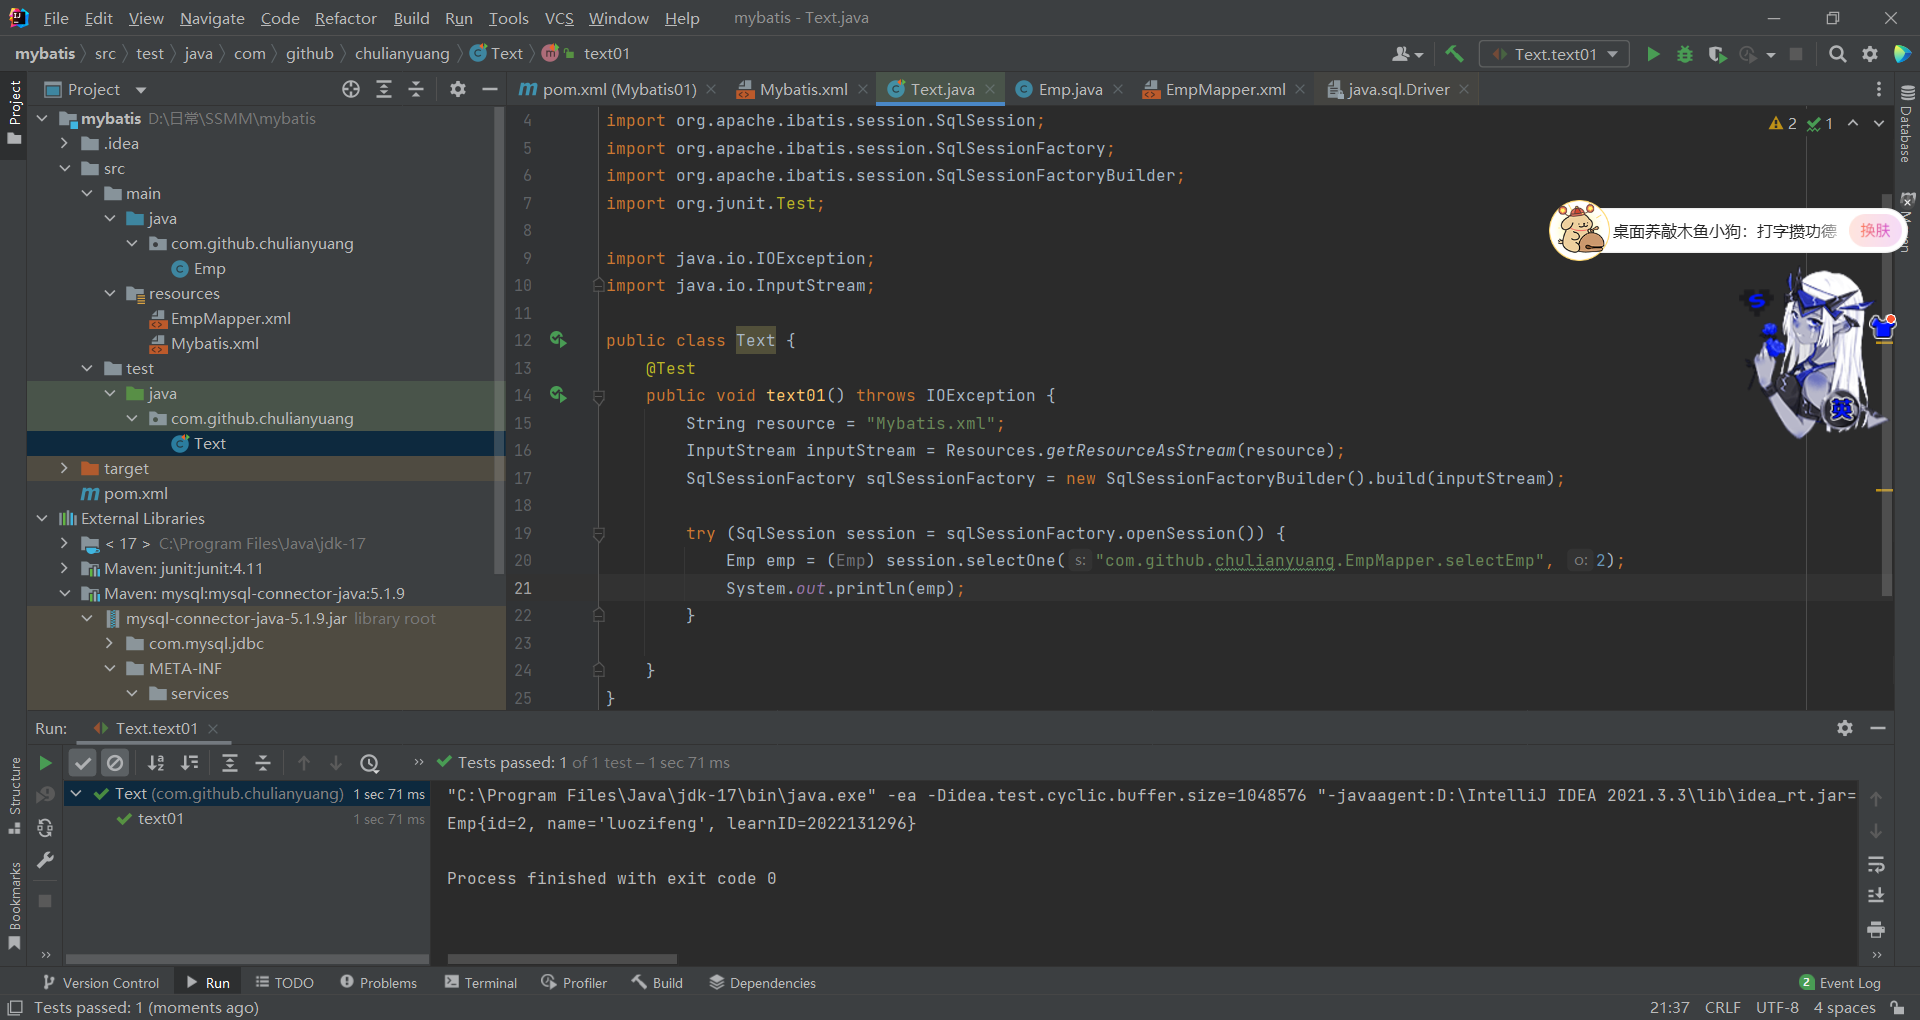 File Edit View Navigate Code Refactor Build Run Tools VCS Window Help mybatis - Text.java
mybatis src test java com github chulianyuang Text text01
Text.text01
Project
pom.xml (Mybatis01) Mybatis.xml Text.java Emp.java EmpMapper.xml java.sql.Driver
Project
mybatis D:\日常\SSMM\mybatis
.idea
src
main
java
com.github.chulianyuang
Emp
resources
EmpMapper.xml
Mybatis.xml
test
java
com.github.chulianyuang
Text
target
pom.xml
External Libraries
< 17 > C:\Program Files\Java\jdk-17
Maven: junit:junit:4.11
Maven: mysql:mysql-connector-java:5.1.9
mysql-connector-java-5.1.9.jar library root
com.mysql.jdbc
META-INF
services
4 import org.apache.ibatis.session.SqlSession;
5 import org.apache.ibatis.session.SqlSessionFactory;
6 import org.apache.ibatis.session.SqlSessionFactoryBuilder;
7 import org.junit.Test;
8
9 import java.io.IOException;
10 import java.io.InputStream;
11
12 public class Text {
13 @Test
14 public void text01() throws IOException {
15 String resource = "Mybatis.xml";
16 InputStream inputStream = Resources.getResourceAsStream(resource);
17 SqlSessionFactory sqlSessionFactory = new SqlSessionFactoryBuilder().build(inputStream);
18
19 try (SqlSession session = sqlSessionFactory.openSession()) {
20 Emp emp = (Emp) session.selectOne( s: "com.github.chulianyuang.EmpMapper.selectEmp", o: 2);
21 System.out.println(emp);
22 }
23
24 }
25 }
2 1
Database
桌面养敲木鱼小狗：打字攒功德
换肤
S
英
Run: Text.text01
Tests passed: 1 of 1 test – 1 sec 71 ms
Text (com.github.chulianyuang) 1 sec 71 ms
text01 1 sec 71 ms
"C:\Program Files\Java\jdk-17\bin\java.exe" -ea -Didea.test.cyclic.buffer.size=1048576 "-javaagent:D:\IntelliJ IDEA 2021.3.3\lib\idea_rt.jar=
Emp{id=2, name='luozifeng', learnID=2022131296}
Process finished with exit code 0
Structure
Bookmarks
Version Control Run TODO Problems Terminal Profiler Build Dependencies 2 Event Log
Tests passed: 1 (moments ago) 21:37 CRLF UTF-8 4 spaces